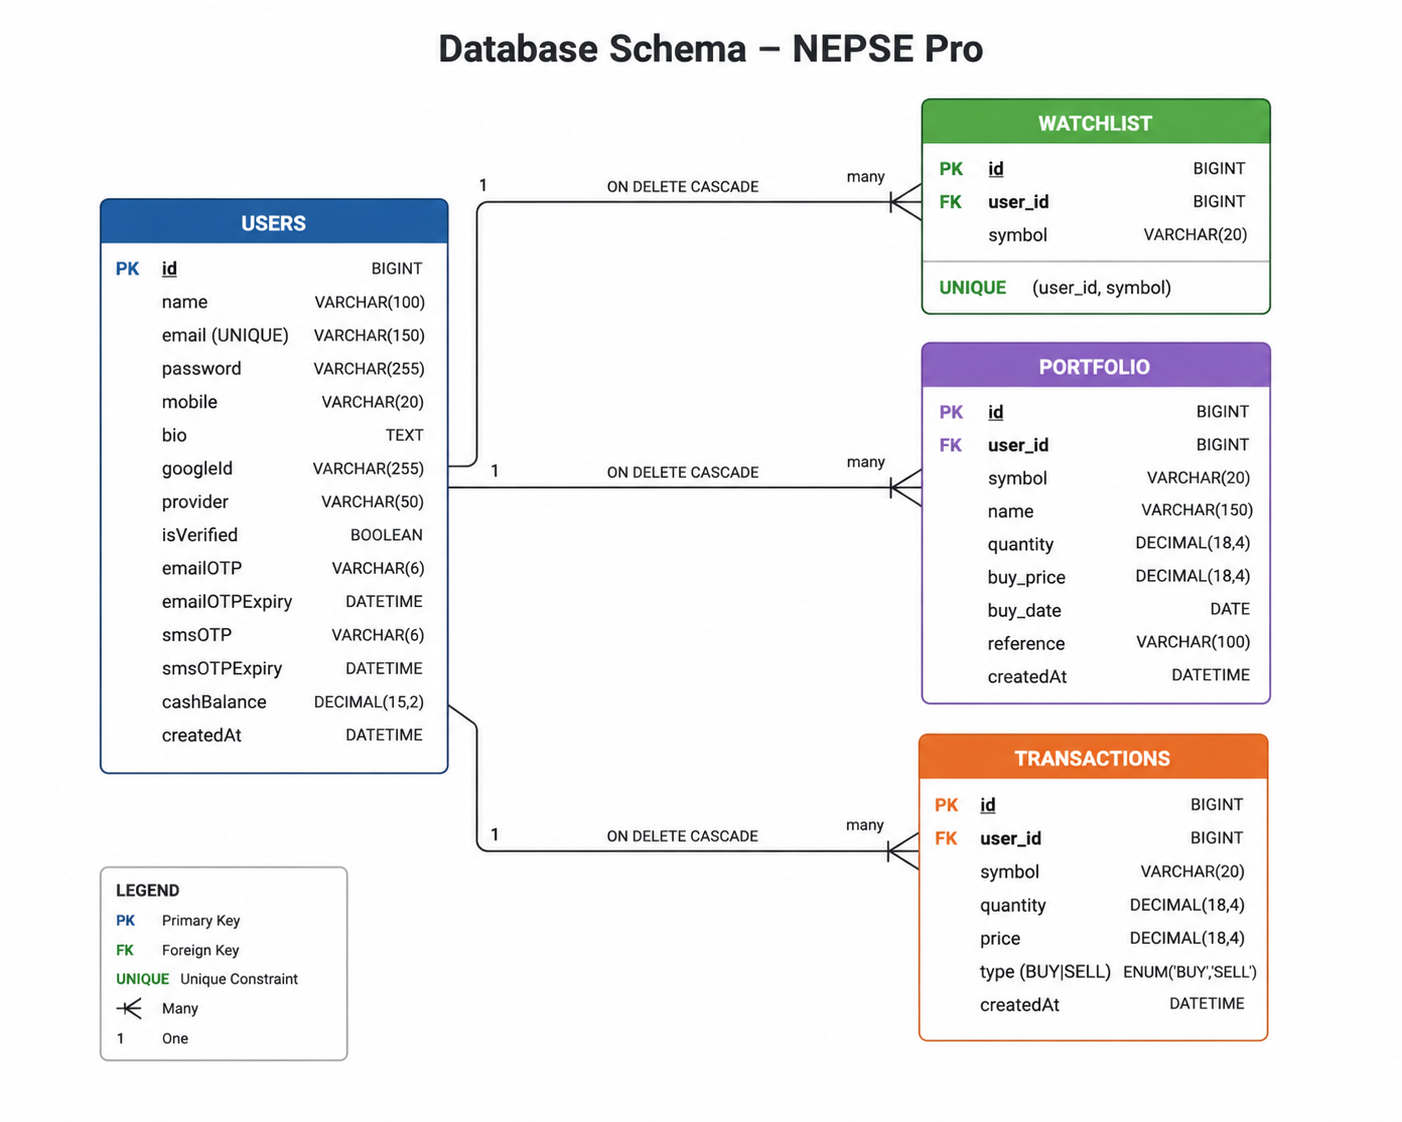 Database Schema – NEPSE Pro
USERS
PK id BIGINT
name VARCHAR(100)
email (UNIQUE) VARCHAR(150)
password VARCHAR(255)
mobile VARCHAR(20)
bio TEXT
googleId VARCHAR(255)
provider VARCHAR(50)
isVerified BOOLEAN
emailOTP VARCHAR(6)
emailOTPExpiry DATETIME
smsOTP VARCHAR(6)
smsOTPExpiry DATETIME
cashBalance DECIMAL(15,2)
createdAt DATETIME
1 ON DELETE CASCADE many
1 ON DELETE CASCADE many
1 ON DELETE CASCADE many
WATCHLIST
PK id BIGINT
FK user_id BIGINT
symbol VARCHAR(20)
UNIQUE (user_id, symbol)
PORTFOLIO
PK id BIGINT
FK user_id BIGINT
symbol VARCHAR(20)
name VARCHAR(150)
quantity DECIMAL(18,4)
buy_price DECIMAL(18,4)
buy_date DATE
reference VARCHAR(100)
createdAt DATETIME
TRANSACTIONS
PK id BIGINT
FK user_id BIGINT
symbol VARCHAR(20)
quantity DECIMAL(18,4)
price DECIMAL(18,4)
type (BUY|SELL) ENUM('BUY','SELL')
createdAt DATETIME
LEGEND
PK Primary Key
FK Foreign Key
UNIQUE Unique Constraint
Many
1 One